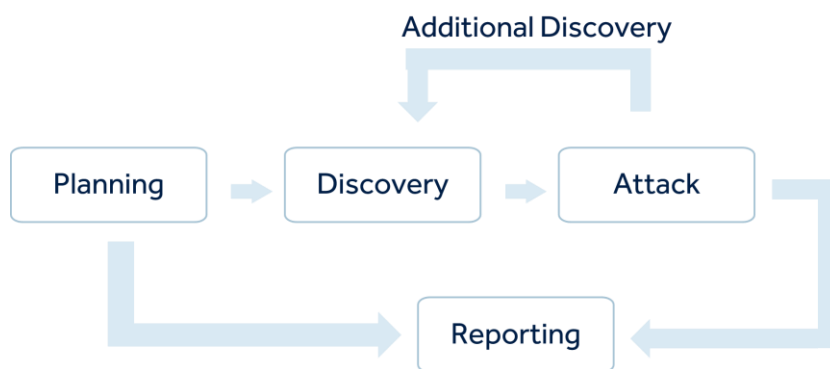 Additional Discovery
Planning
Discovery
Attack
Reporting